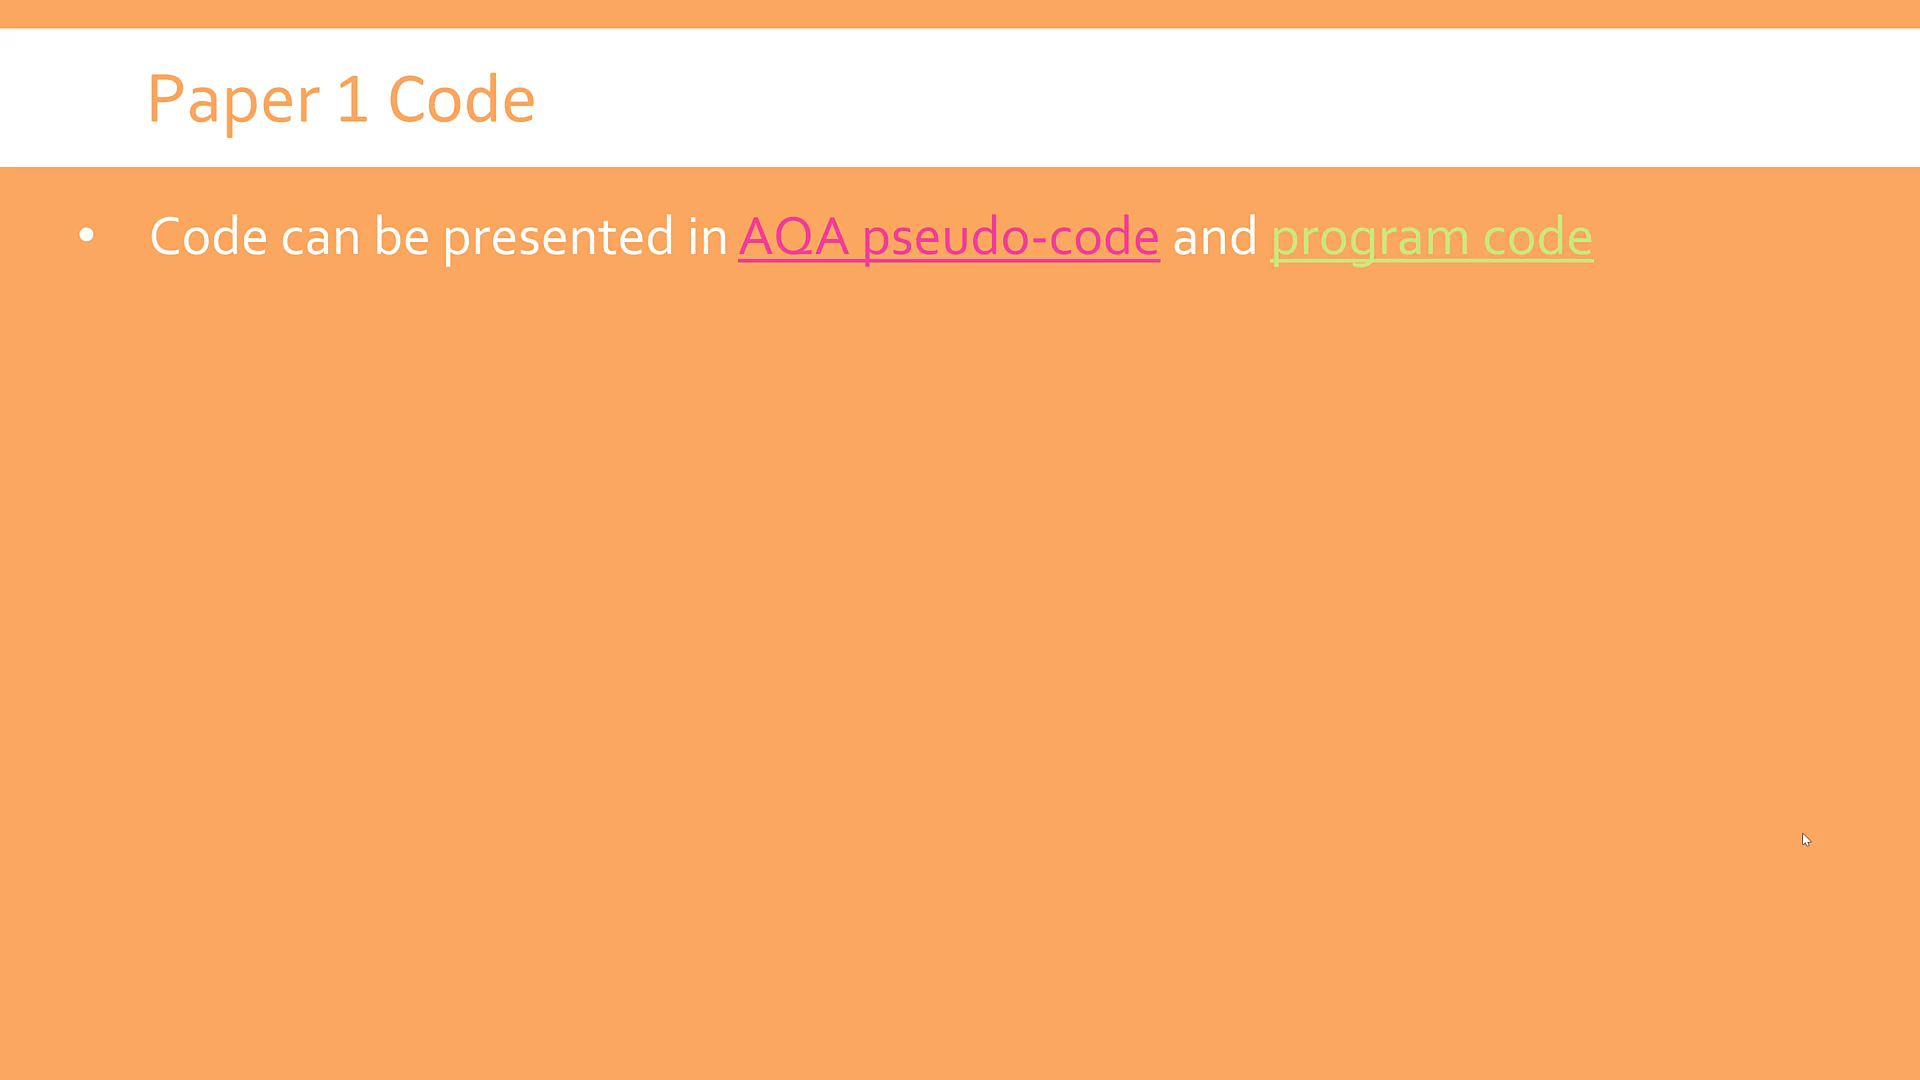 Paper 1 Code
• Code can be presented in AQA pseudo-code and program code